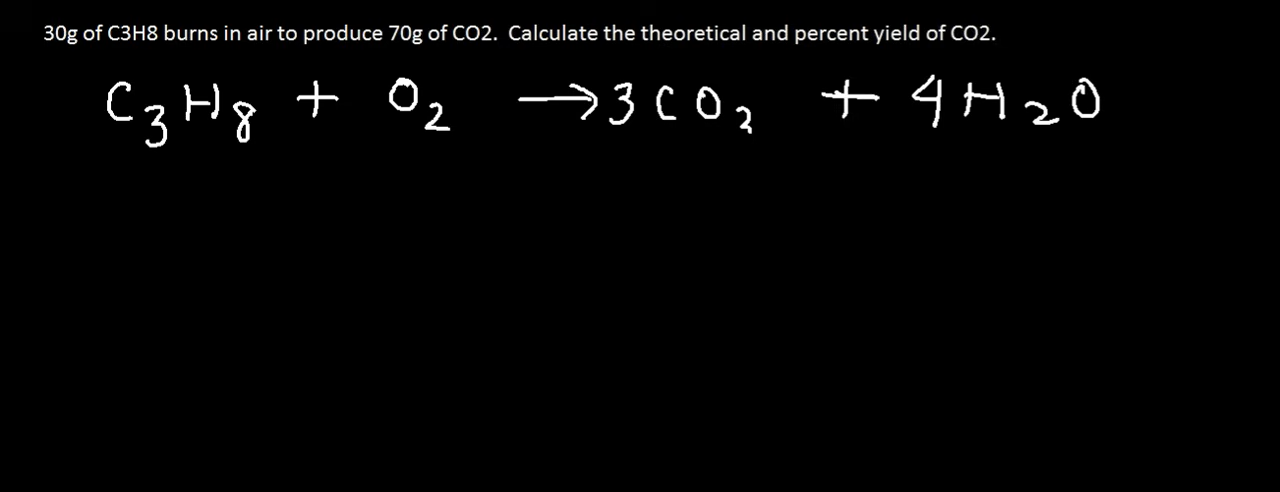 30g of C3H8 burns in air to produce 70g of CO2.  Calculate the theoretical and percent yield of CO2.
C₃H₈ + O₂ → 3CO₂ + 4H₂O